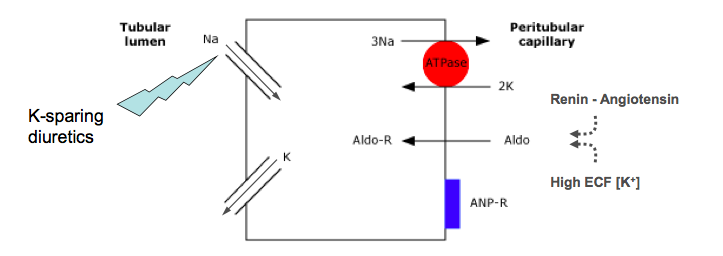 Tubular
lumen
Na
3Na
Peritubular
capillary
ATPase
2K
K-sparing
diuretics
Renin - Angiotensin
Aldo-R
Aldo
K
High ECF [K⁺]
ANP-R